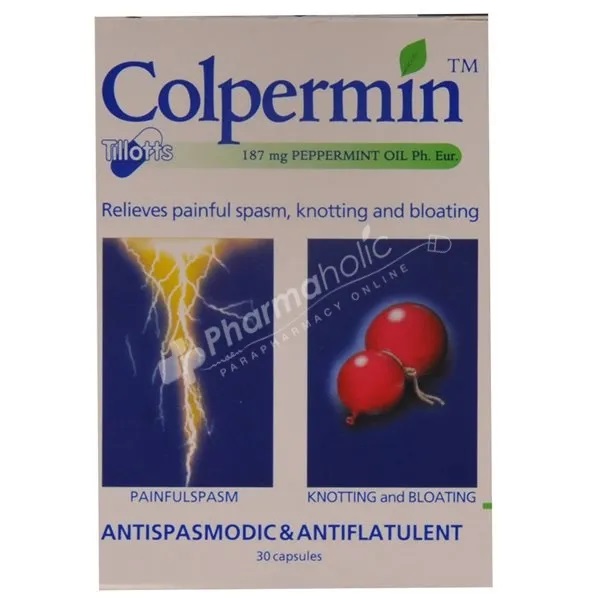 Colpermin™
Tillotts
187 mg PEPPERMINT OIL Ph. Eur.
Relieves painful spasm, knotting and bloating
Pharmaholic
PARAPHARMACY ONLINE
PAINFULSPASM
KNOTTING and BLOATING
ANTISPASMODIC & ANTIFLATULENT
30 capsules